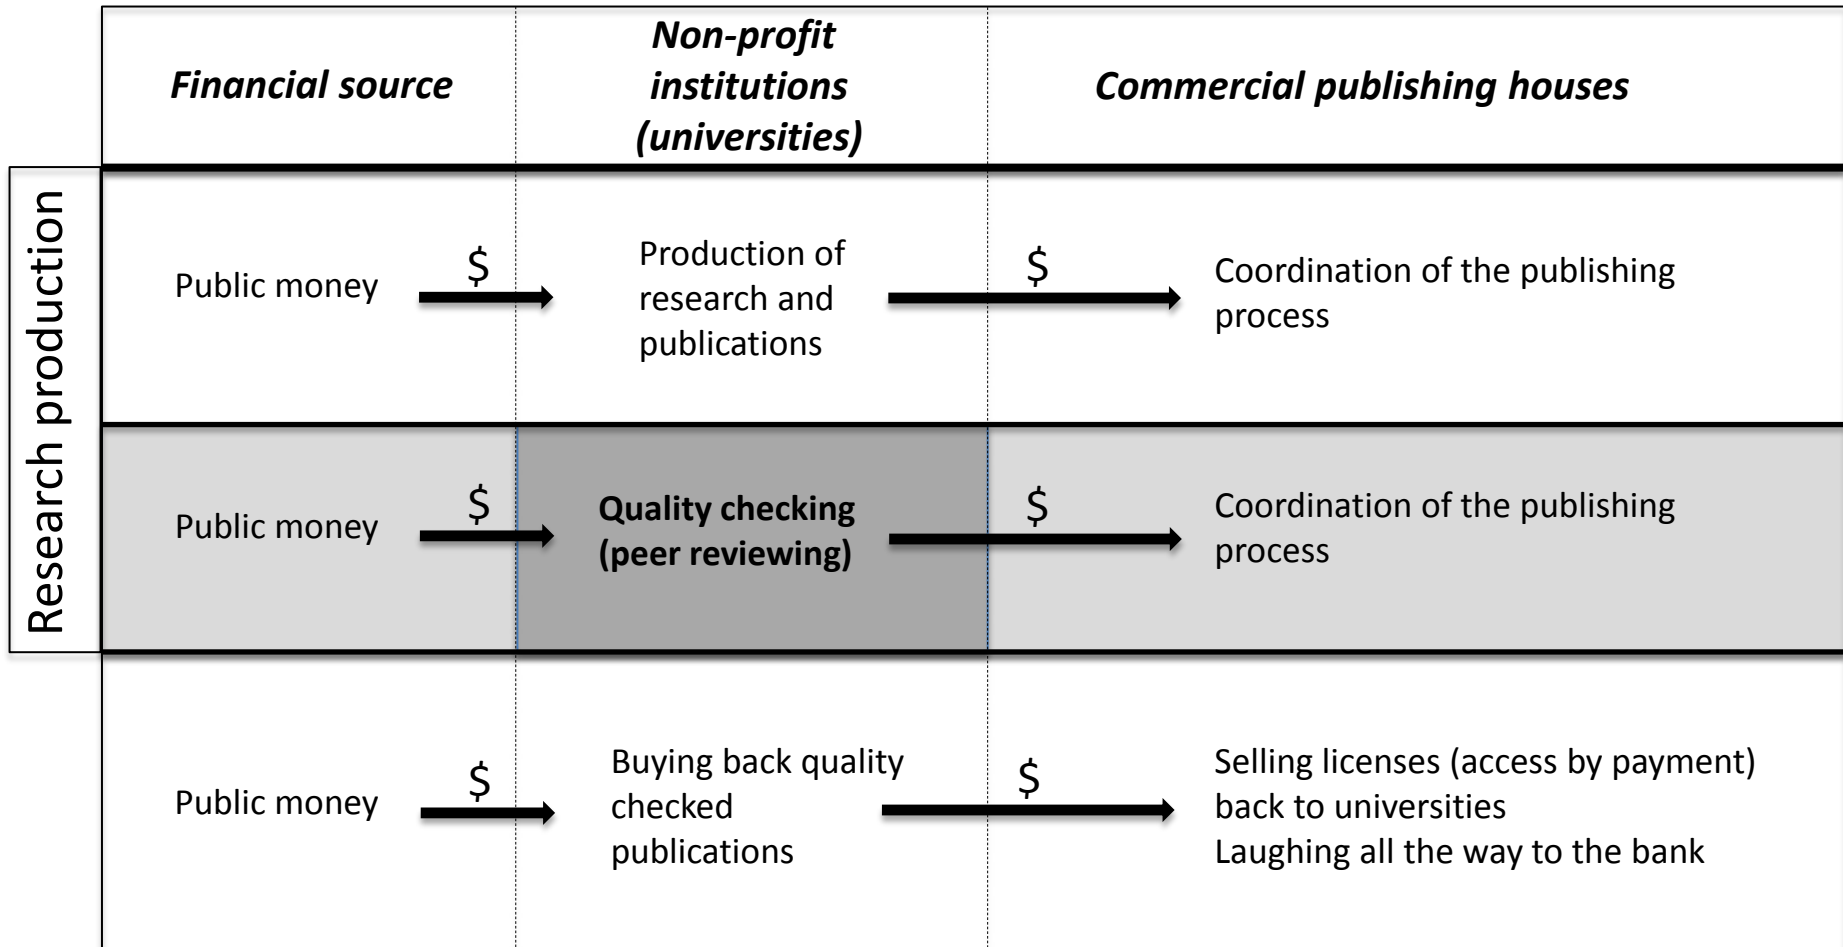 Financial source
Non-profit
institutions
(universities)
Commercial publishing houses
Research production
Public money
$
Production of
research and
publications
$
Coordination of the publishing
process
Public money
$
Quality checking
(peer reviewing)
$
Coordination of the publishing
process
Public money
$
Buying back quality
checked
publications
$
Selling licenses (access by payment)
back to universities
Laughing all the way to the bank